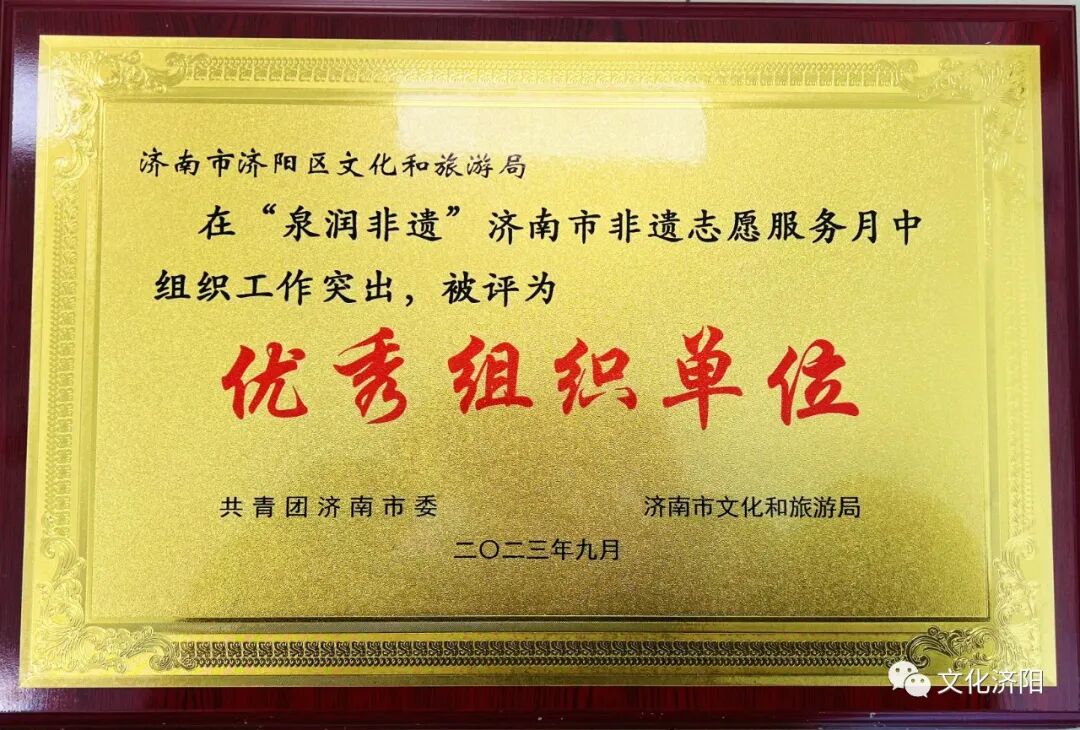 济南市济阳区文化和旅游局
在“泉润非遗”济南市非遗志愿服务月中
组织工作突出，被评为
优秀组织单位
共青团济南市委 济南市文化和旅游局
二〇二三年九月
文化济阳